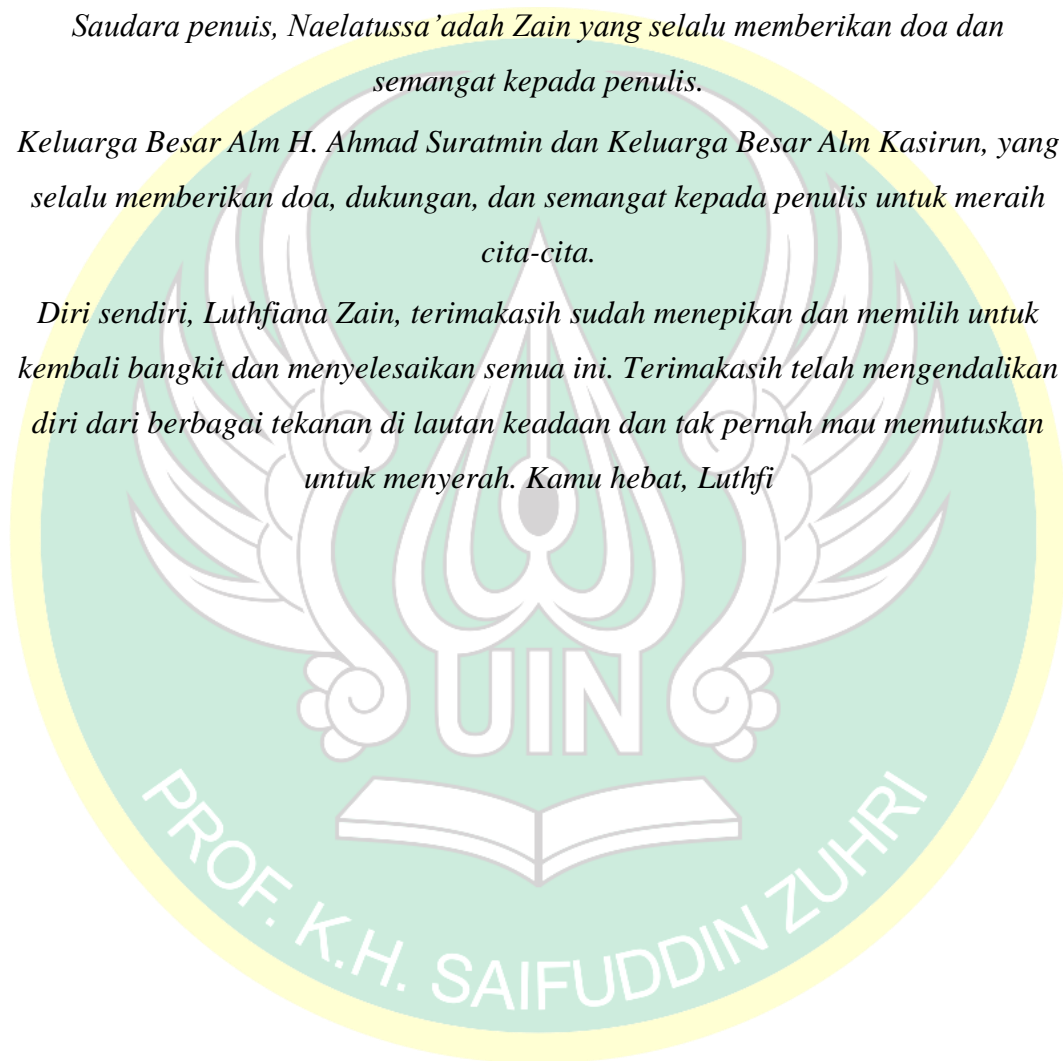 Saudara penuis, Naelatussa’adah Zain yang selalu memberikan doa dan
semangat kepada penulis.
Keluarga Besar Alm H. Ahmad Suratmin dan Keluarga Besar Alm Kasirun, yang
selalu memberikan doa, dukungan, dan semangat kepada penulis untuk meraih
cita-cita.
Diri sendiri, Luthfiana Zain, terimakasih sudah menepikan dan memilih untuk
kembali bangkit dan menyelesaikan semua ini. Terimakasih telah mengendalikan
diri dari berbagai tekanan di lautan keadaan dan tak pernah mau memutuskan
untuk menyerah. Kamu hebat, Luthfi
UIN
PROF. K.H. SAIFUDDIN ZUHRI